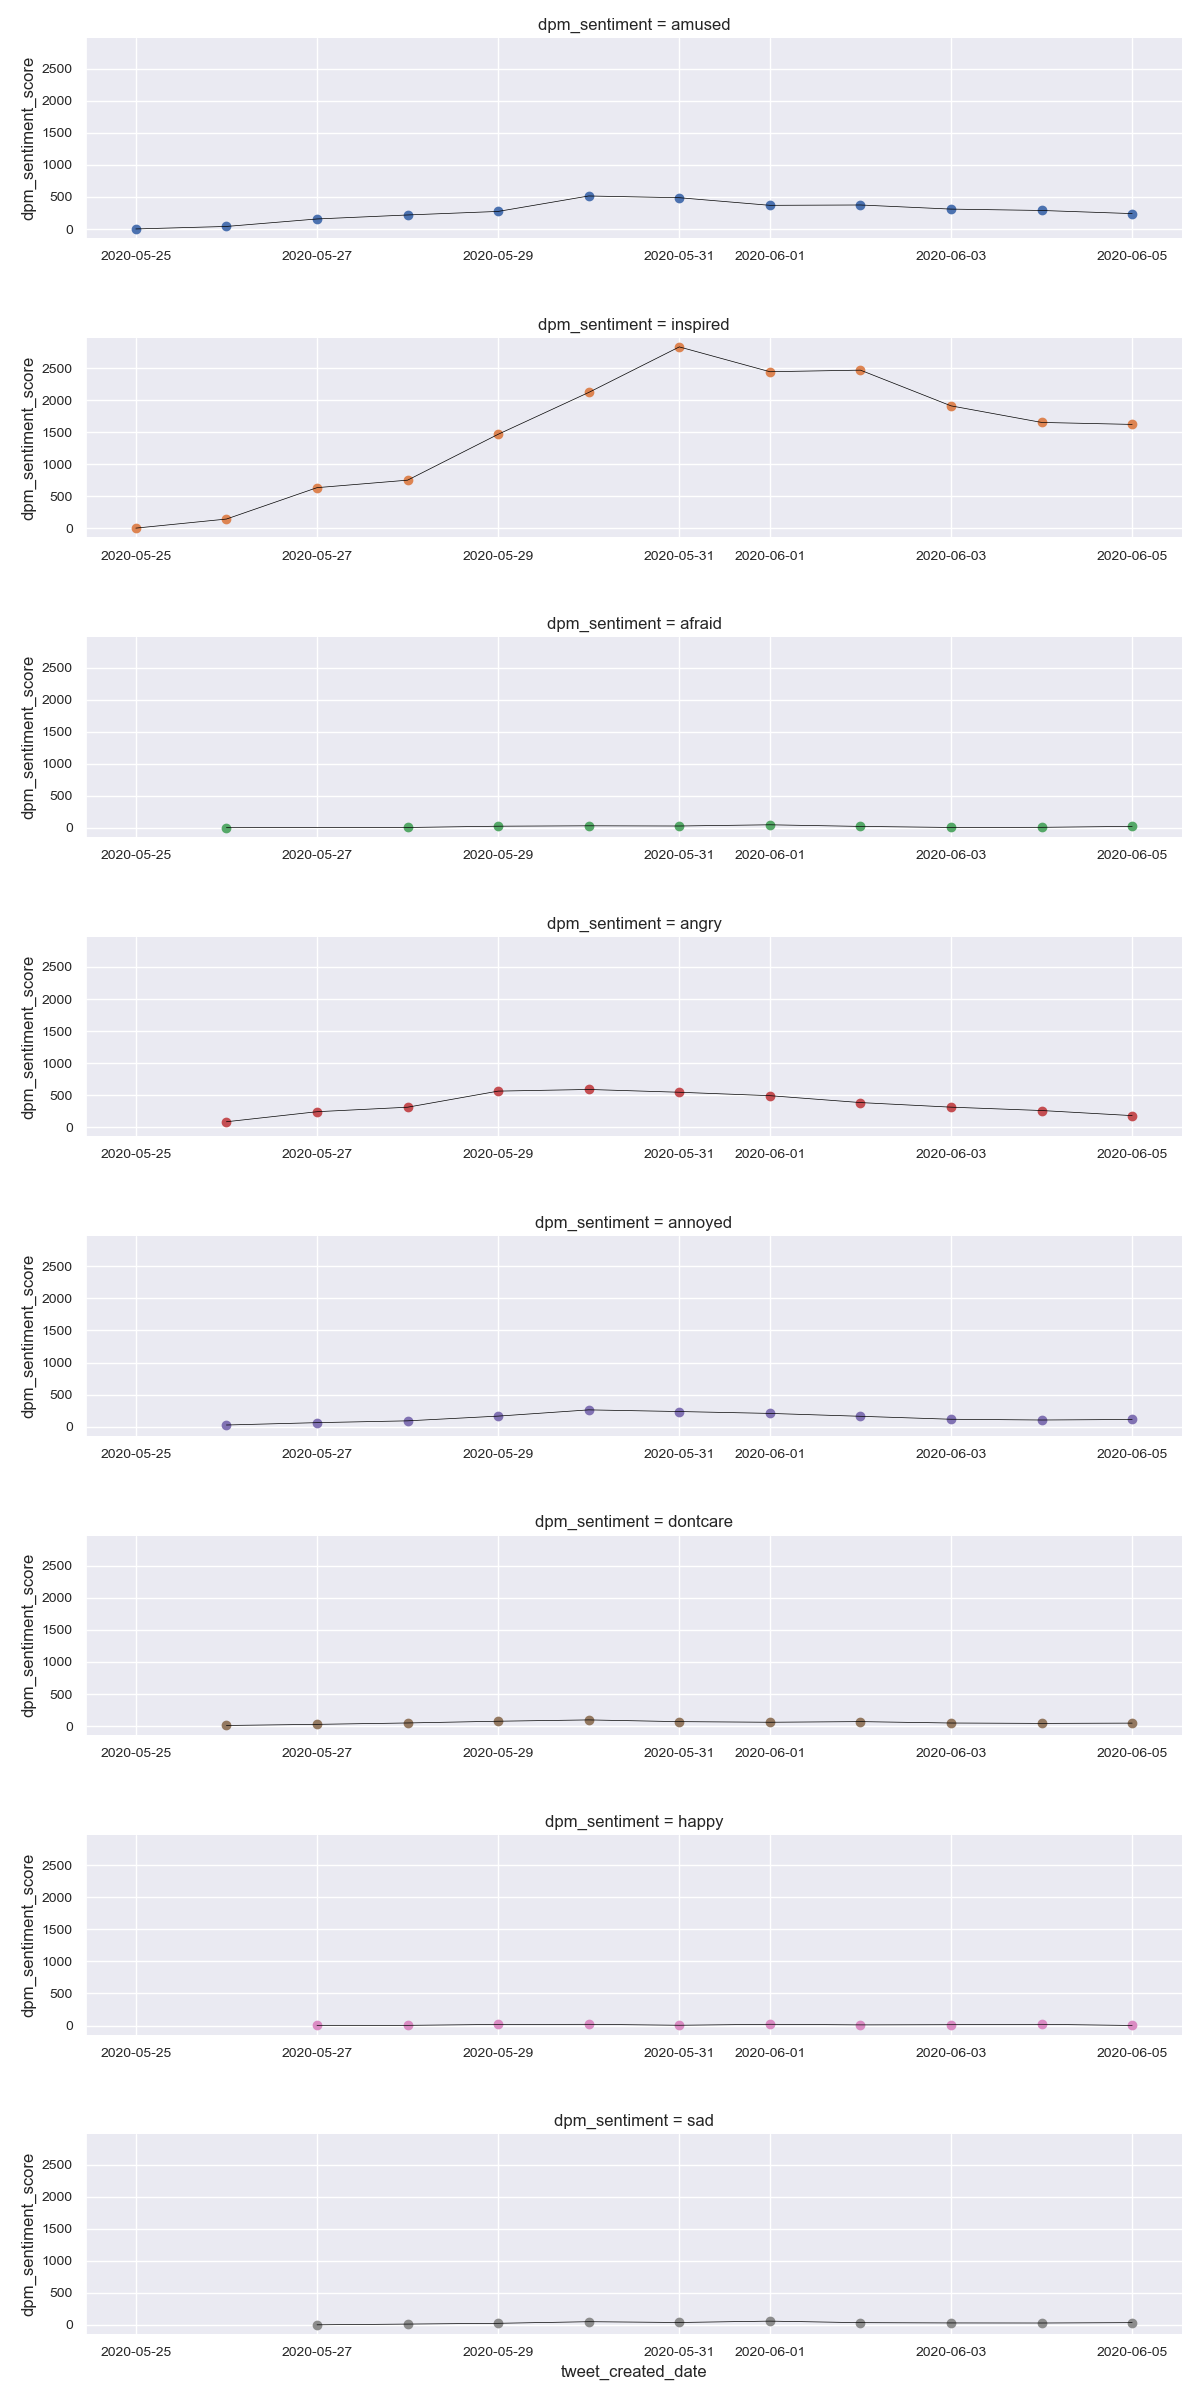 dpm_sentiment = amused
dpm_sentiment_score
2500
2000
1500
1000
500
0
2020-05-25 2020-05-27 2020-05-29 2020-05-31 2020-06-01 2020-06-03 2020-06-05
dpm_sentiment = inspired
dpm_sentiment_score
2500
2000
1500
1000
500
0
2020-05-25 2020-05-27 2020-05-29 2020-05-31 2020-06-01 2020-06-03 2020-06-05
dpm_sentiment = afraid
dpm_sentiment_score
2500
2000
1500
1000
500
0
2020-05-25 2020-05-27 2020-05-29 2020-05-31 2020-06-01 2020-06-03 2020-06-05
dpm_sentiment = angry
dpm_sentiment_score
2500
2000
1500
1000
500
0
2020-05-25 2020-05-27 2020-05-29 2020-05-31 2020-06-01 2020-06-03 2020-06-05
dpm_sentiment = annoyed
dpm_sentiment_score
2500
2000
1500
1000
500
0
2020-05-25 2020-05-27 2020-05-29 2020-05-31 2020-06-01 2020-06-03 2020-06-05
dpm_sentiment = dontcare
dpm_sentiment_score
2500
2000
1500
1000
500
0
2020-05-25 2020-05-27 2020-05-29 2020-05-31 2020-06-01 2020-06-03 2020-06-05
dpm_sentiment = happy
dpm_sentiment_score
2500
2000
1500
1000
500
0
2020-05-25 2020-05-27 2020-05-29 2020-05-31 2020-06-01 2020-06-03 2020-06-05
dpm_sentiment = sad
dpm_sentiment_score
2500
2000
1500
1000
500
0
2020-05-25 2020-05-27 2020-05-29 2020-05-31 2020-06-01 2020-06-03 2020-06-05
tweet_created_date